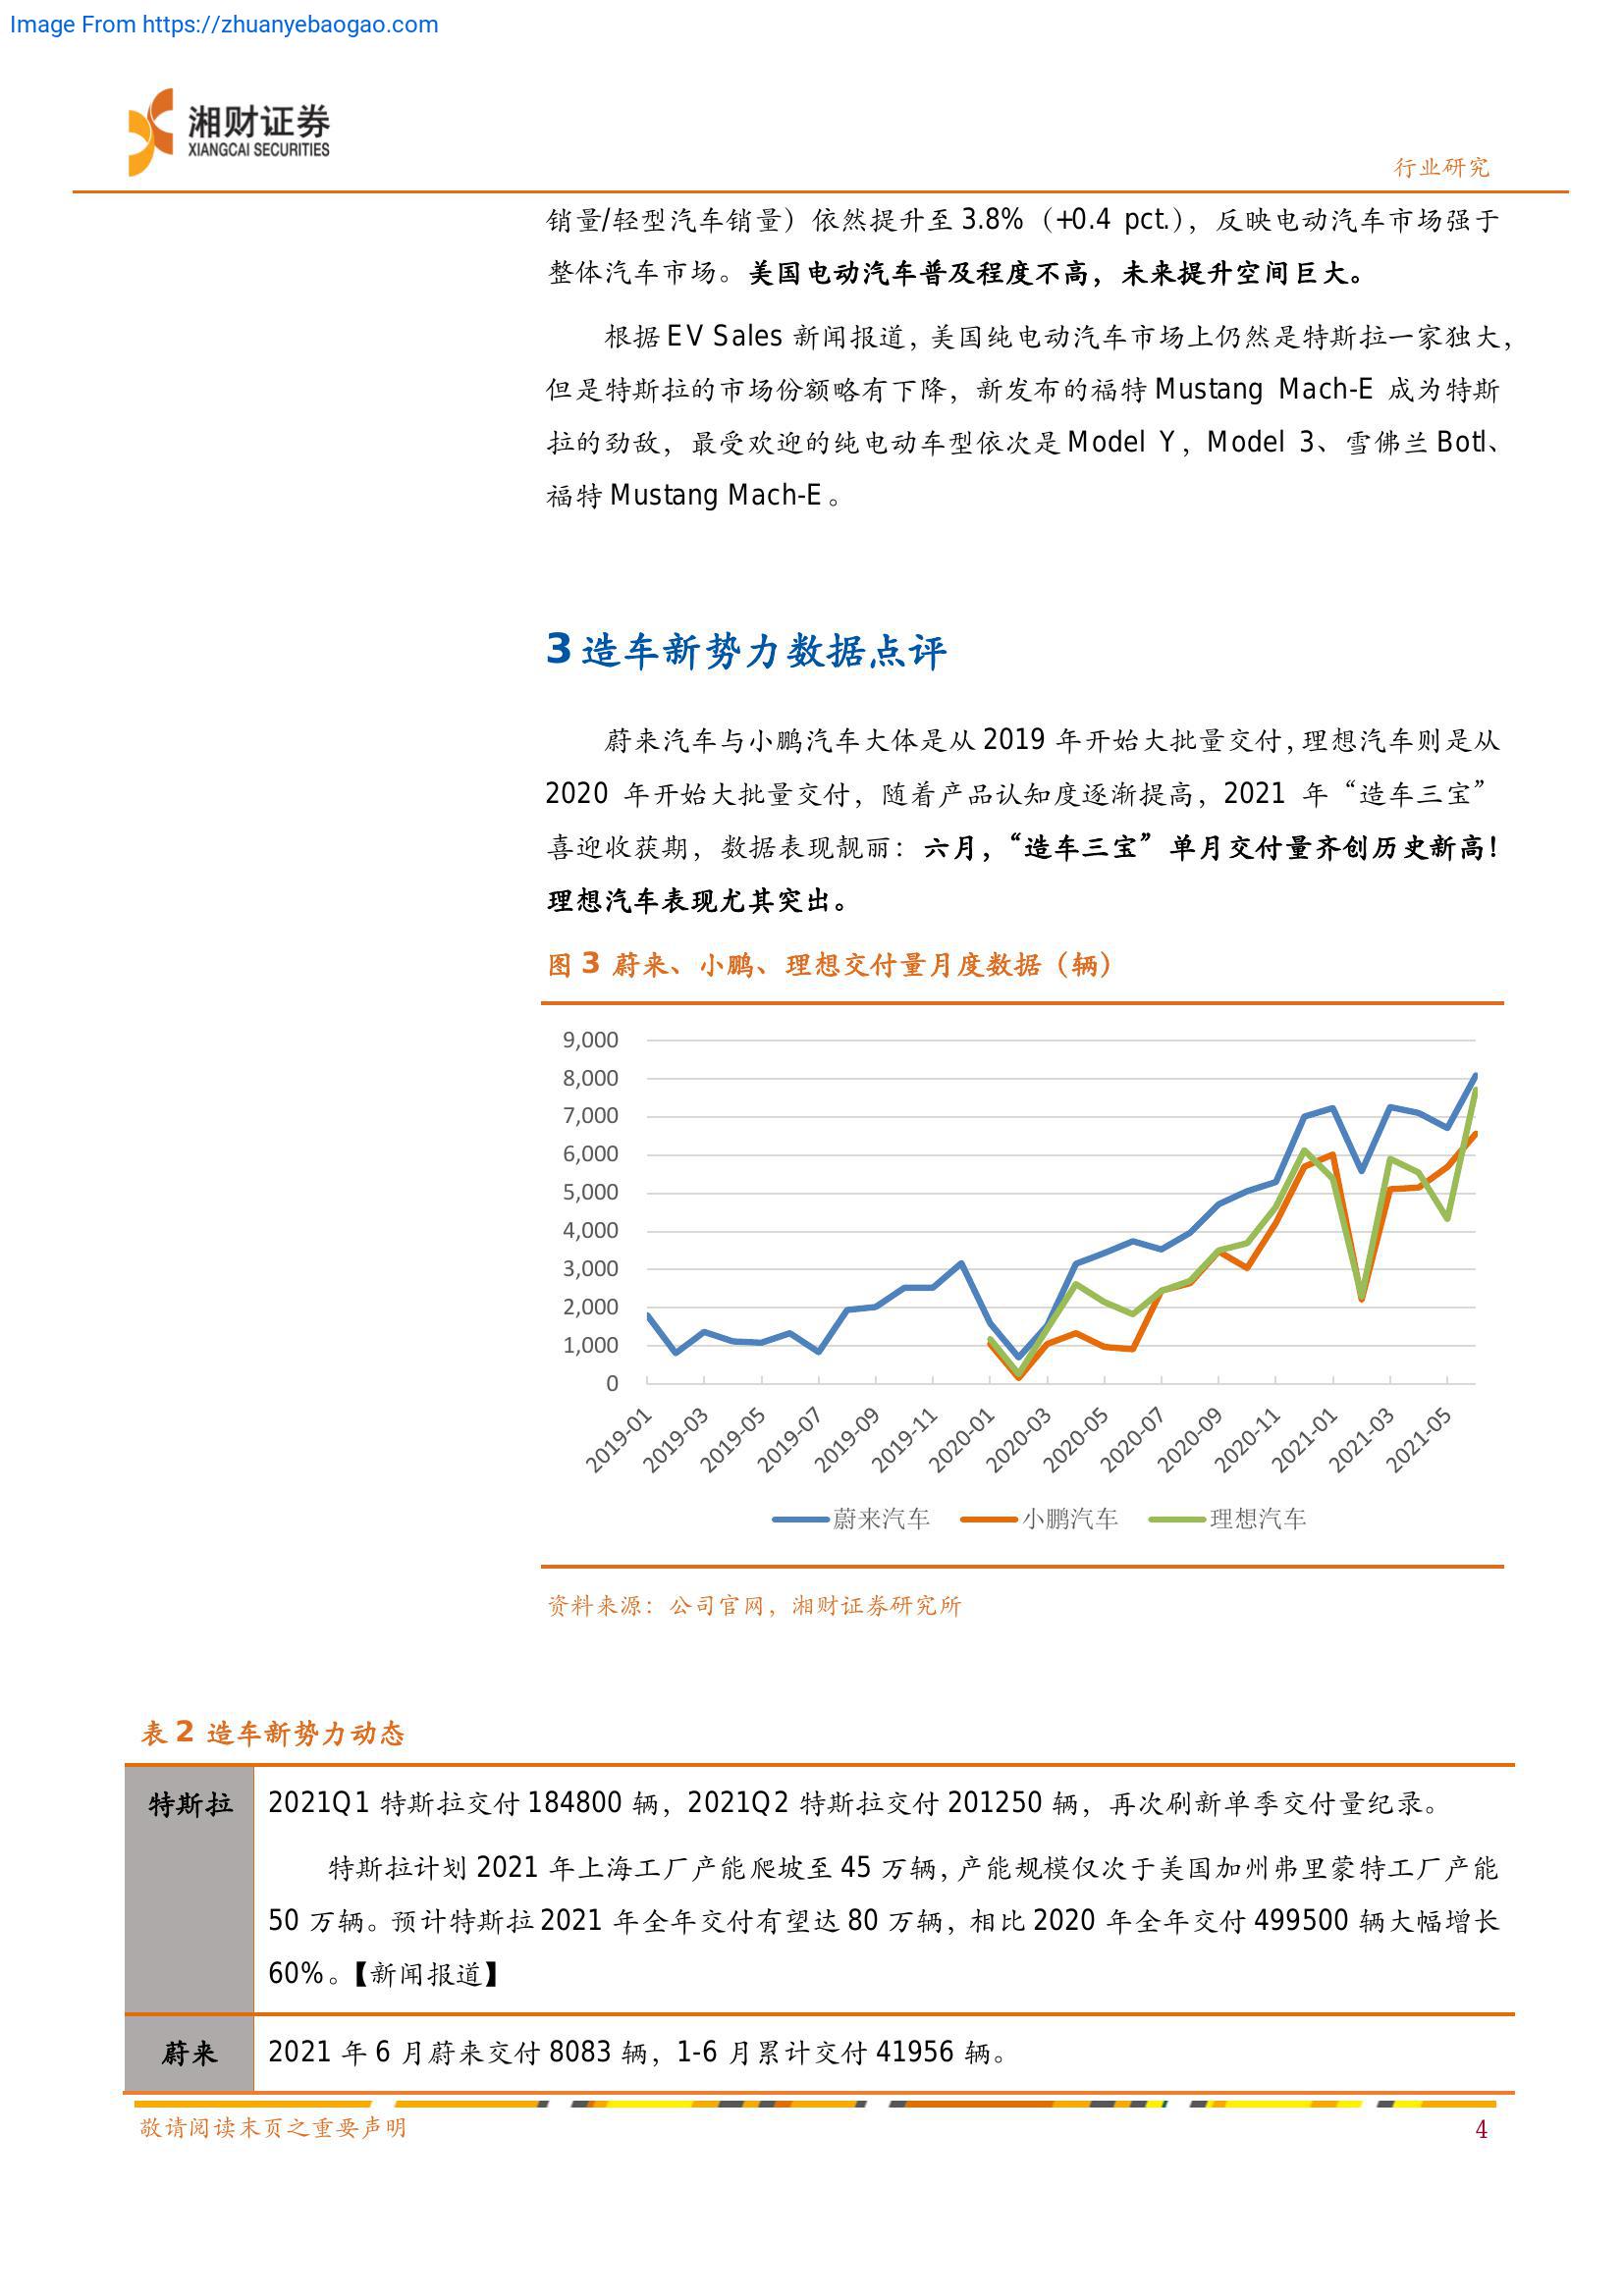 Image From https://zhuanyebaogao.com
湘财证券
XIANGCAI SECURITIES
行业研究
销量/轻型汽车销量）依然提升至 3.8%（+0.4 pct.），反映电动汽车市场强于
整体汽车市场。美国电动汽车普及程度不高，未来提升空间巨大。
根据 EV Sales 新闻报道，美国纯电动汽车市场上仍然是特斯拉一家独大，
但是特斯拉的市场份额略有下降，新发布的福特 Mustang Mach-E 成为特斯
拉的劲敌，最受欢迎的纯电动车型依次是 Model Y，Model 3、雪佛兰 Botl、
福特 Mustang Mach-E。
3 造车新势力数据点评
蔚来汽车与小鹏汽车大体是从 2019 年开始大批量交付，理想汽车则是从
2020 年开始大批量交付，随着产品认知度逐渐提高，2021 年“造车三宝”
喜迎收获期，数据表现靓丽：六月，“造车三宝”单月交付量齐创历史新高！
理想汽车表现尤其突出。
图 3 蔚来、小鹏、理想交付量月度数据（辆）
9,000
8,000
7,000
6,000
5,000
4,000
3,000
2,000
1,000
0
2019-01 2019-03 2019-05 2019-07 2019-09 2019-11 2020-01 2020-03 2020-05 2020-07 2020-09 2020-11 2021-01 2021-03 2021-05
蔚来汽车 小鹏汽车 理想汽车
资料来源：公司官网，湘财证券研究所
表 2 造车新势力动态
特斯拉 2021Q1 特斯拉交付 184800 辆，2021Q2 特斯拉交付 201250 辆，再次刷新单季交付量纪录。
特斯拉计划 2021 年上海工厂产能爬坡至 45 万辆，产能规模仅次于美国加州弗里蒙特工厂产能
50 万辆。预计特斯拉 2021 年全年交付有望达 80 万辆，相比 2020 年全年交付 499500 辆大幅增长
60%。【新闻报道】
蔚来 2021 年 6 月蔚来交付 8083 辆，1-6 月累计交付 41956 辆。
敬请阅读末页之重要声明
4